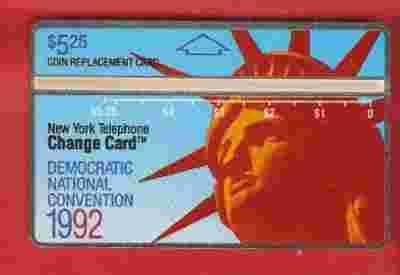 $5.25
COIN REPLACEMENT CARD
$5.25 $4 $3 $2 $1 0
New York Telephone
Change Card™
DEMOCRATIC
NATIONAL
CONVENTION
1992